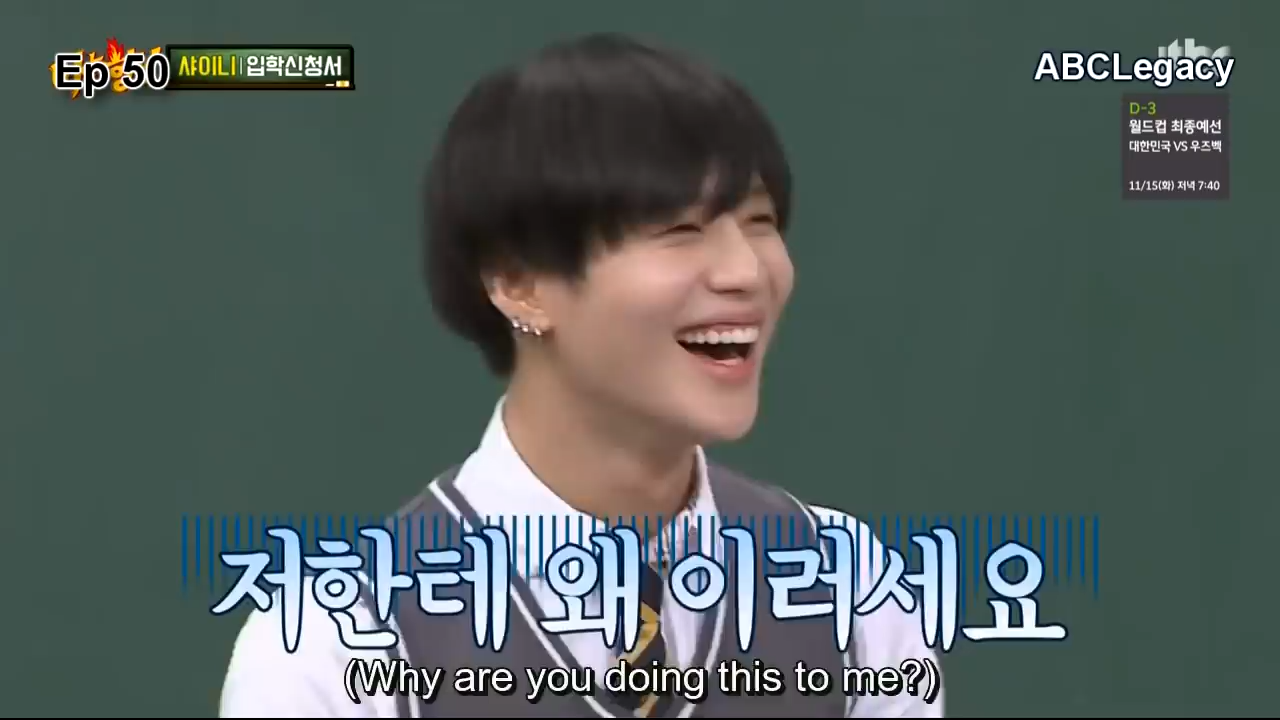 Ep 50
샤이니 | 입학신청서
ABCLegacy
jtbc
D-3
월드컵 최종예선
대한민국 VS 우즈벡
11/15(화) 저녁 7:40
저한테 왜 이러세요
(Why are you doing this to me?)